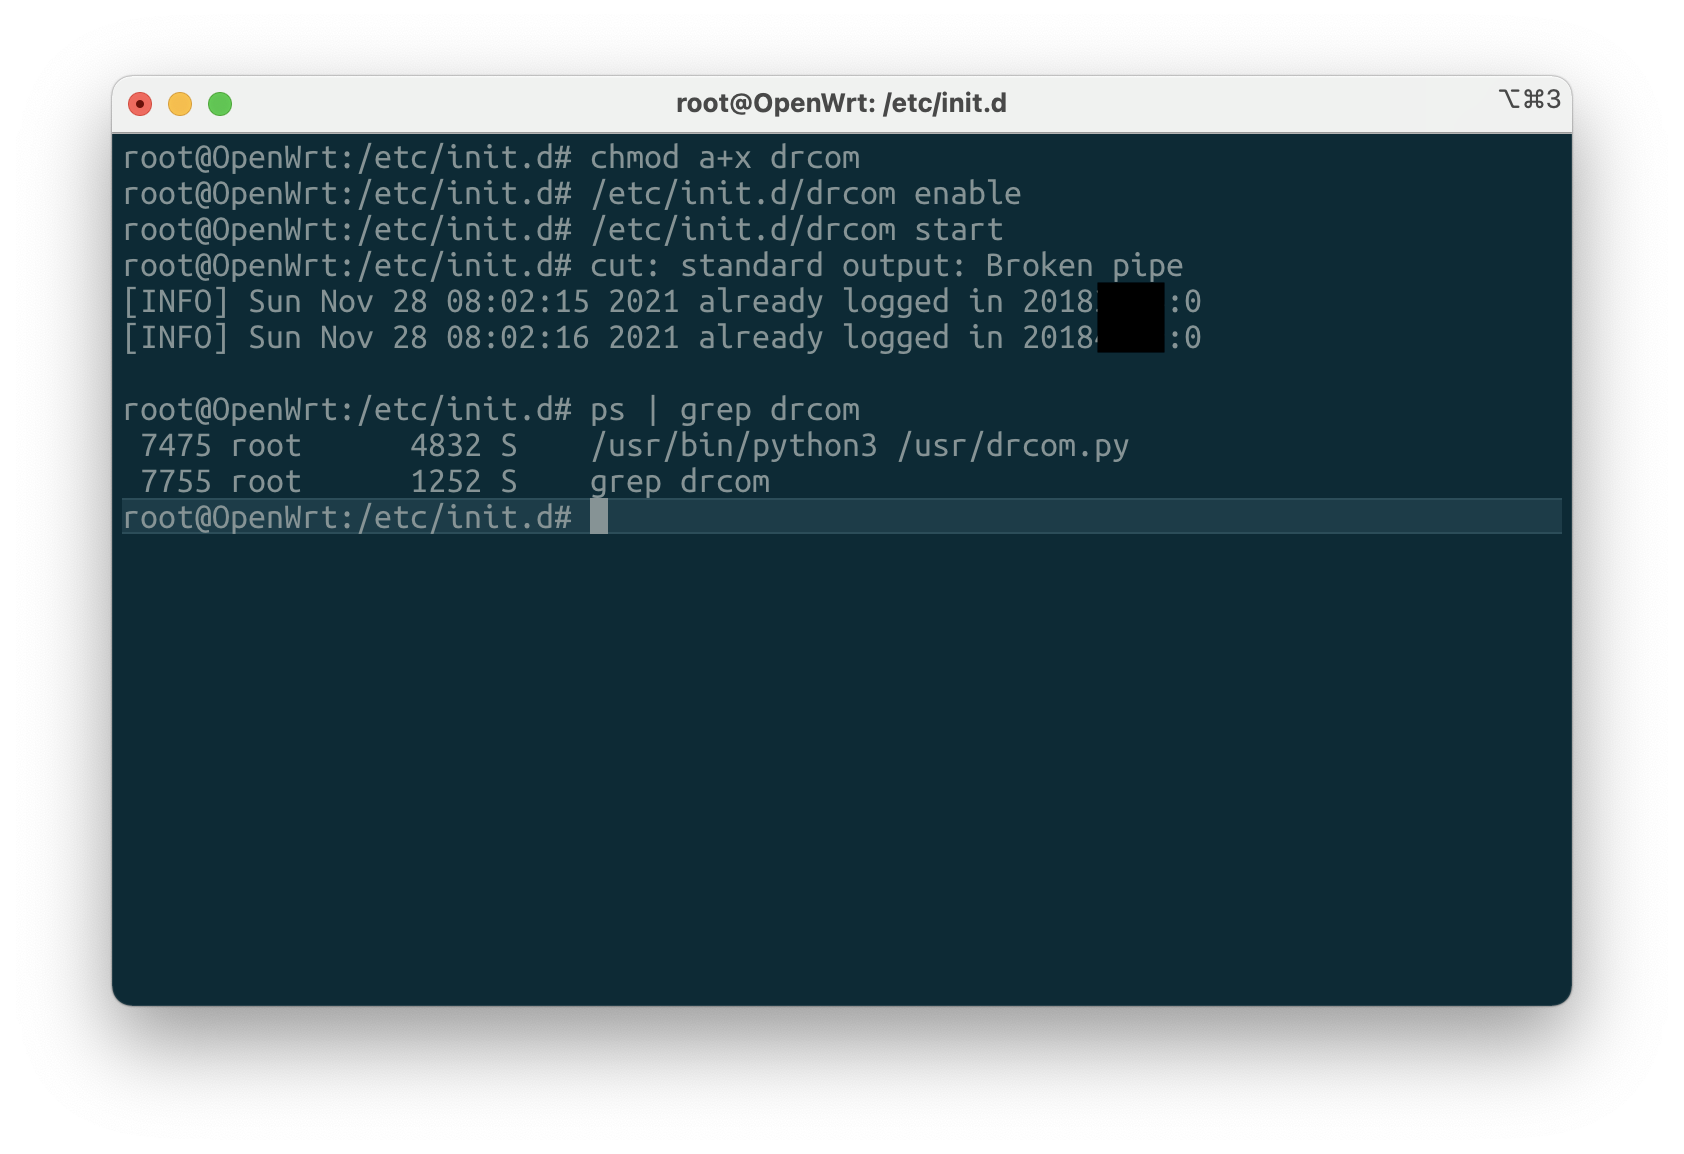 root@OpenWrt: /etc/init.d
⌥⌘3
root@OpenWrt:/etc/init.d# chmod a+x drcom
root@OpenWrt:/etc/init.d# /etc/init.d/drcom enable
root@OpenWrt:/etc/init.d# /etc/init.d/drcom start
root@OpenWrt:/etc/init.d# cut: standard output: Broken pipe
[INFO] Sun Nov 28 08:02:15 2021 already logged in 2018 :0
[INFO] Sun Nov 28 08:02:16 2021 already logged in 2018 :0
root@OpenWrt:/etc/init.d# ps | grep drcom
7475 root 4832 S /usr/bin/python3 /usr/drcom.py
7755 root 1252 S grep drcom
root@OpenWrt:/etc/init.d#